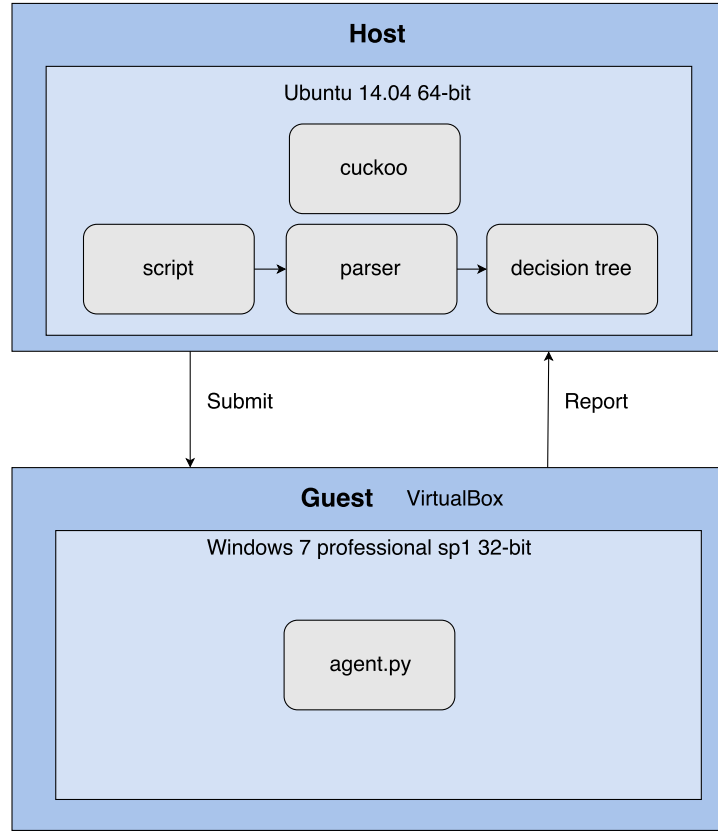 Host
Ubuntu 14.04 64-bit
cuckoo
script
parser
decision tree
Submit
Report
Guest VirtualBox
Windows 7 professional sp1 32-bit
agent.py